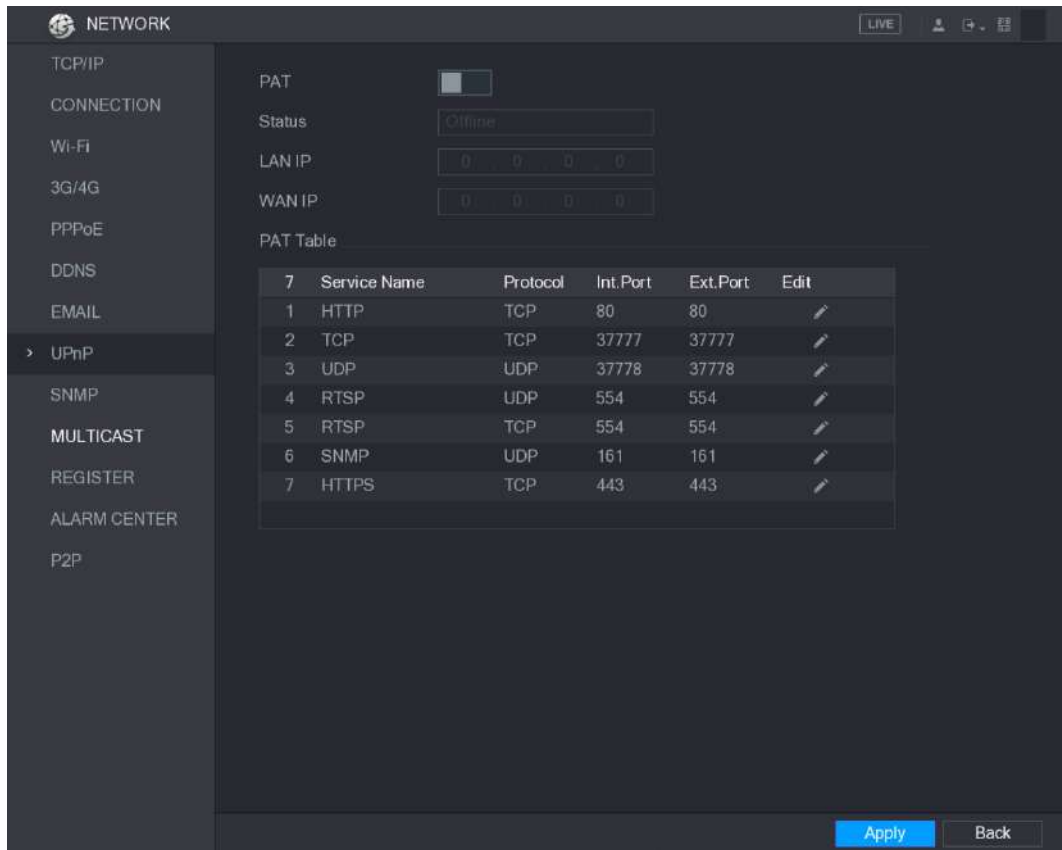 NETWORK
LIVE
TCP/IP
CONNECTION
Wi-Fi
3G/4G
PPPoE
DDNS
EMAIL
> UPnP
SNMP
MULTICAST
REGISTER
ALARM CENTER
P2P
PAT
Status Offline
LAN IP 0 . 0 . 0 . 0
WAN IP 0 . 0 . 0 . 0
PAT Table
7 Service Name Protocol Int.Port Ext.Port Edit
1 HTTP TCP 80 80
2 TCP TCP 37777 37777
3 UDP UDP 37778 37778
4 RTSP UDP 554 554
5 RTSP TCP 554 554
6 SNMP UDP 161 161
7 HTTPS TCP 443 443
Apply Back